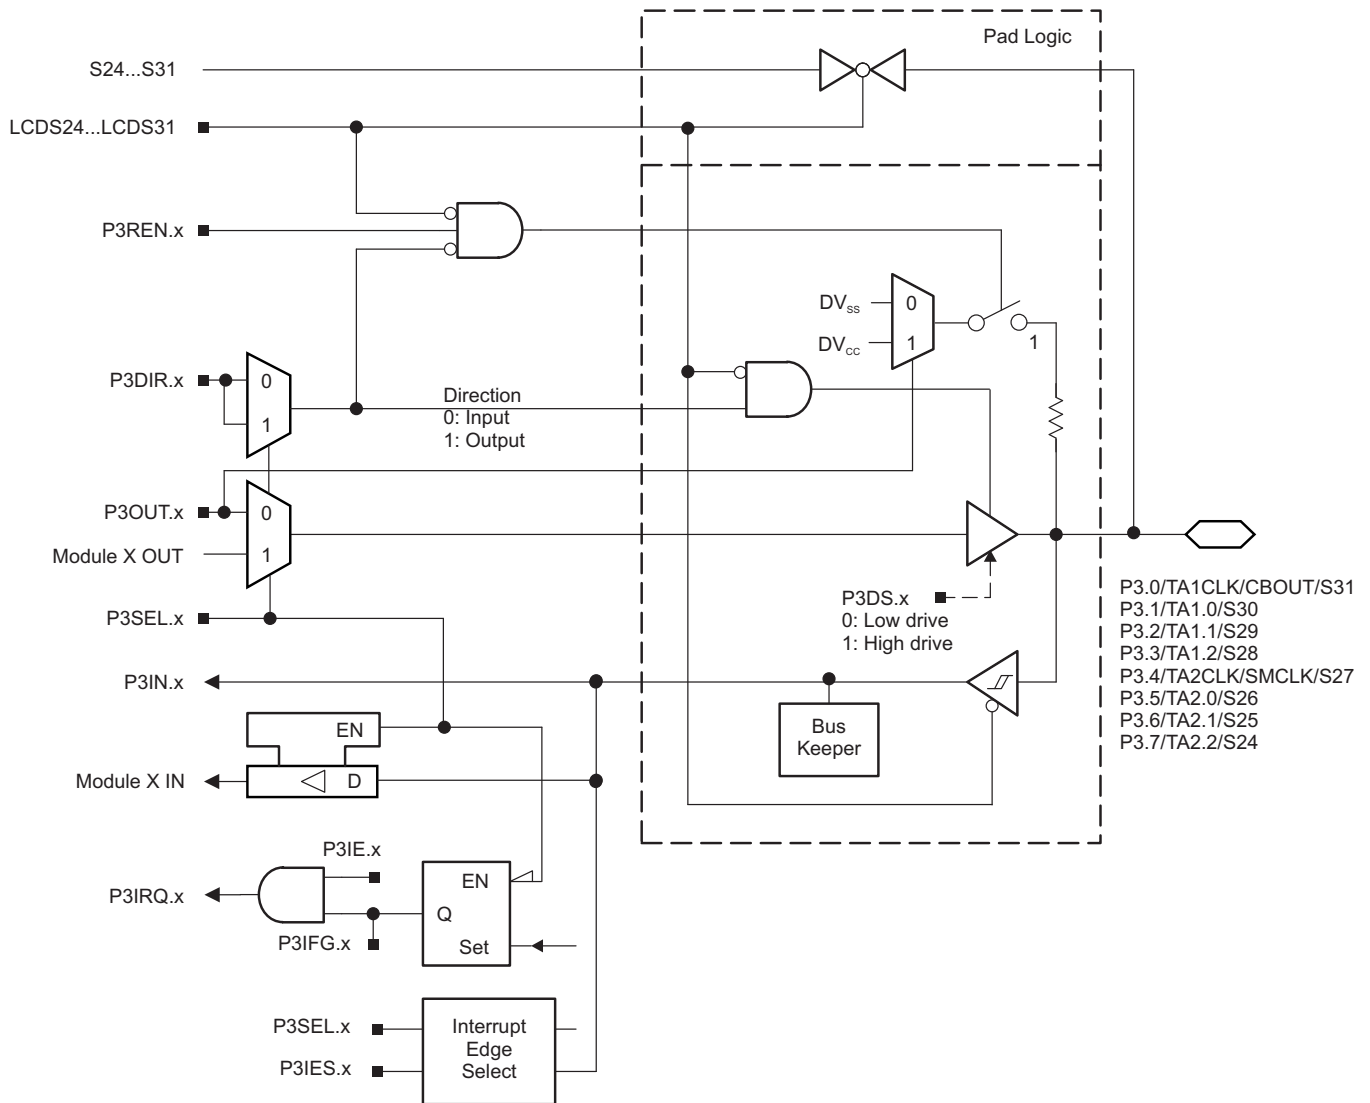 Pad Logic
S24...S31
LCDS24...LCDS31
P3REN.x
DVSS
0
DVCC
1
1
P3DIR.x
0
1
Direction
0: Input
1: Output
P3OUT.x
0
Module X OUT
1
P3DS.x
0: Low drive
1: High drive
P3.0/TA1CLK/CBOUT/S31
P3.1/TA1.0/S30
P3.2/TA1.1/S29
P3.3/TA1.2/S28
P3.4/TA2CLK/SMCLK/S27
P3.5/TA2.0/S26
P3.6/TA2.1/S25
P3.7/TA2.2/S24
P3SEL.x
P3IN.x
Bus
Keeper
EN
Module X IN
D
P3IE.x
P3IRQ.x
EN
Q
P3IFG.x
Set
P3SEL.x
P3IES.x
Interrupt
Edge
Select